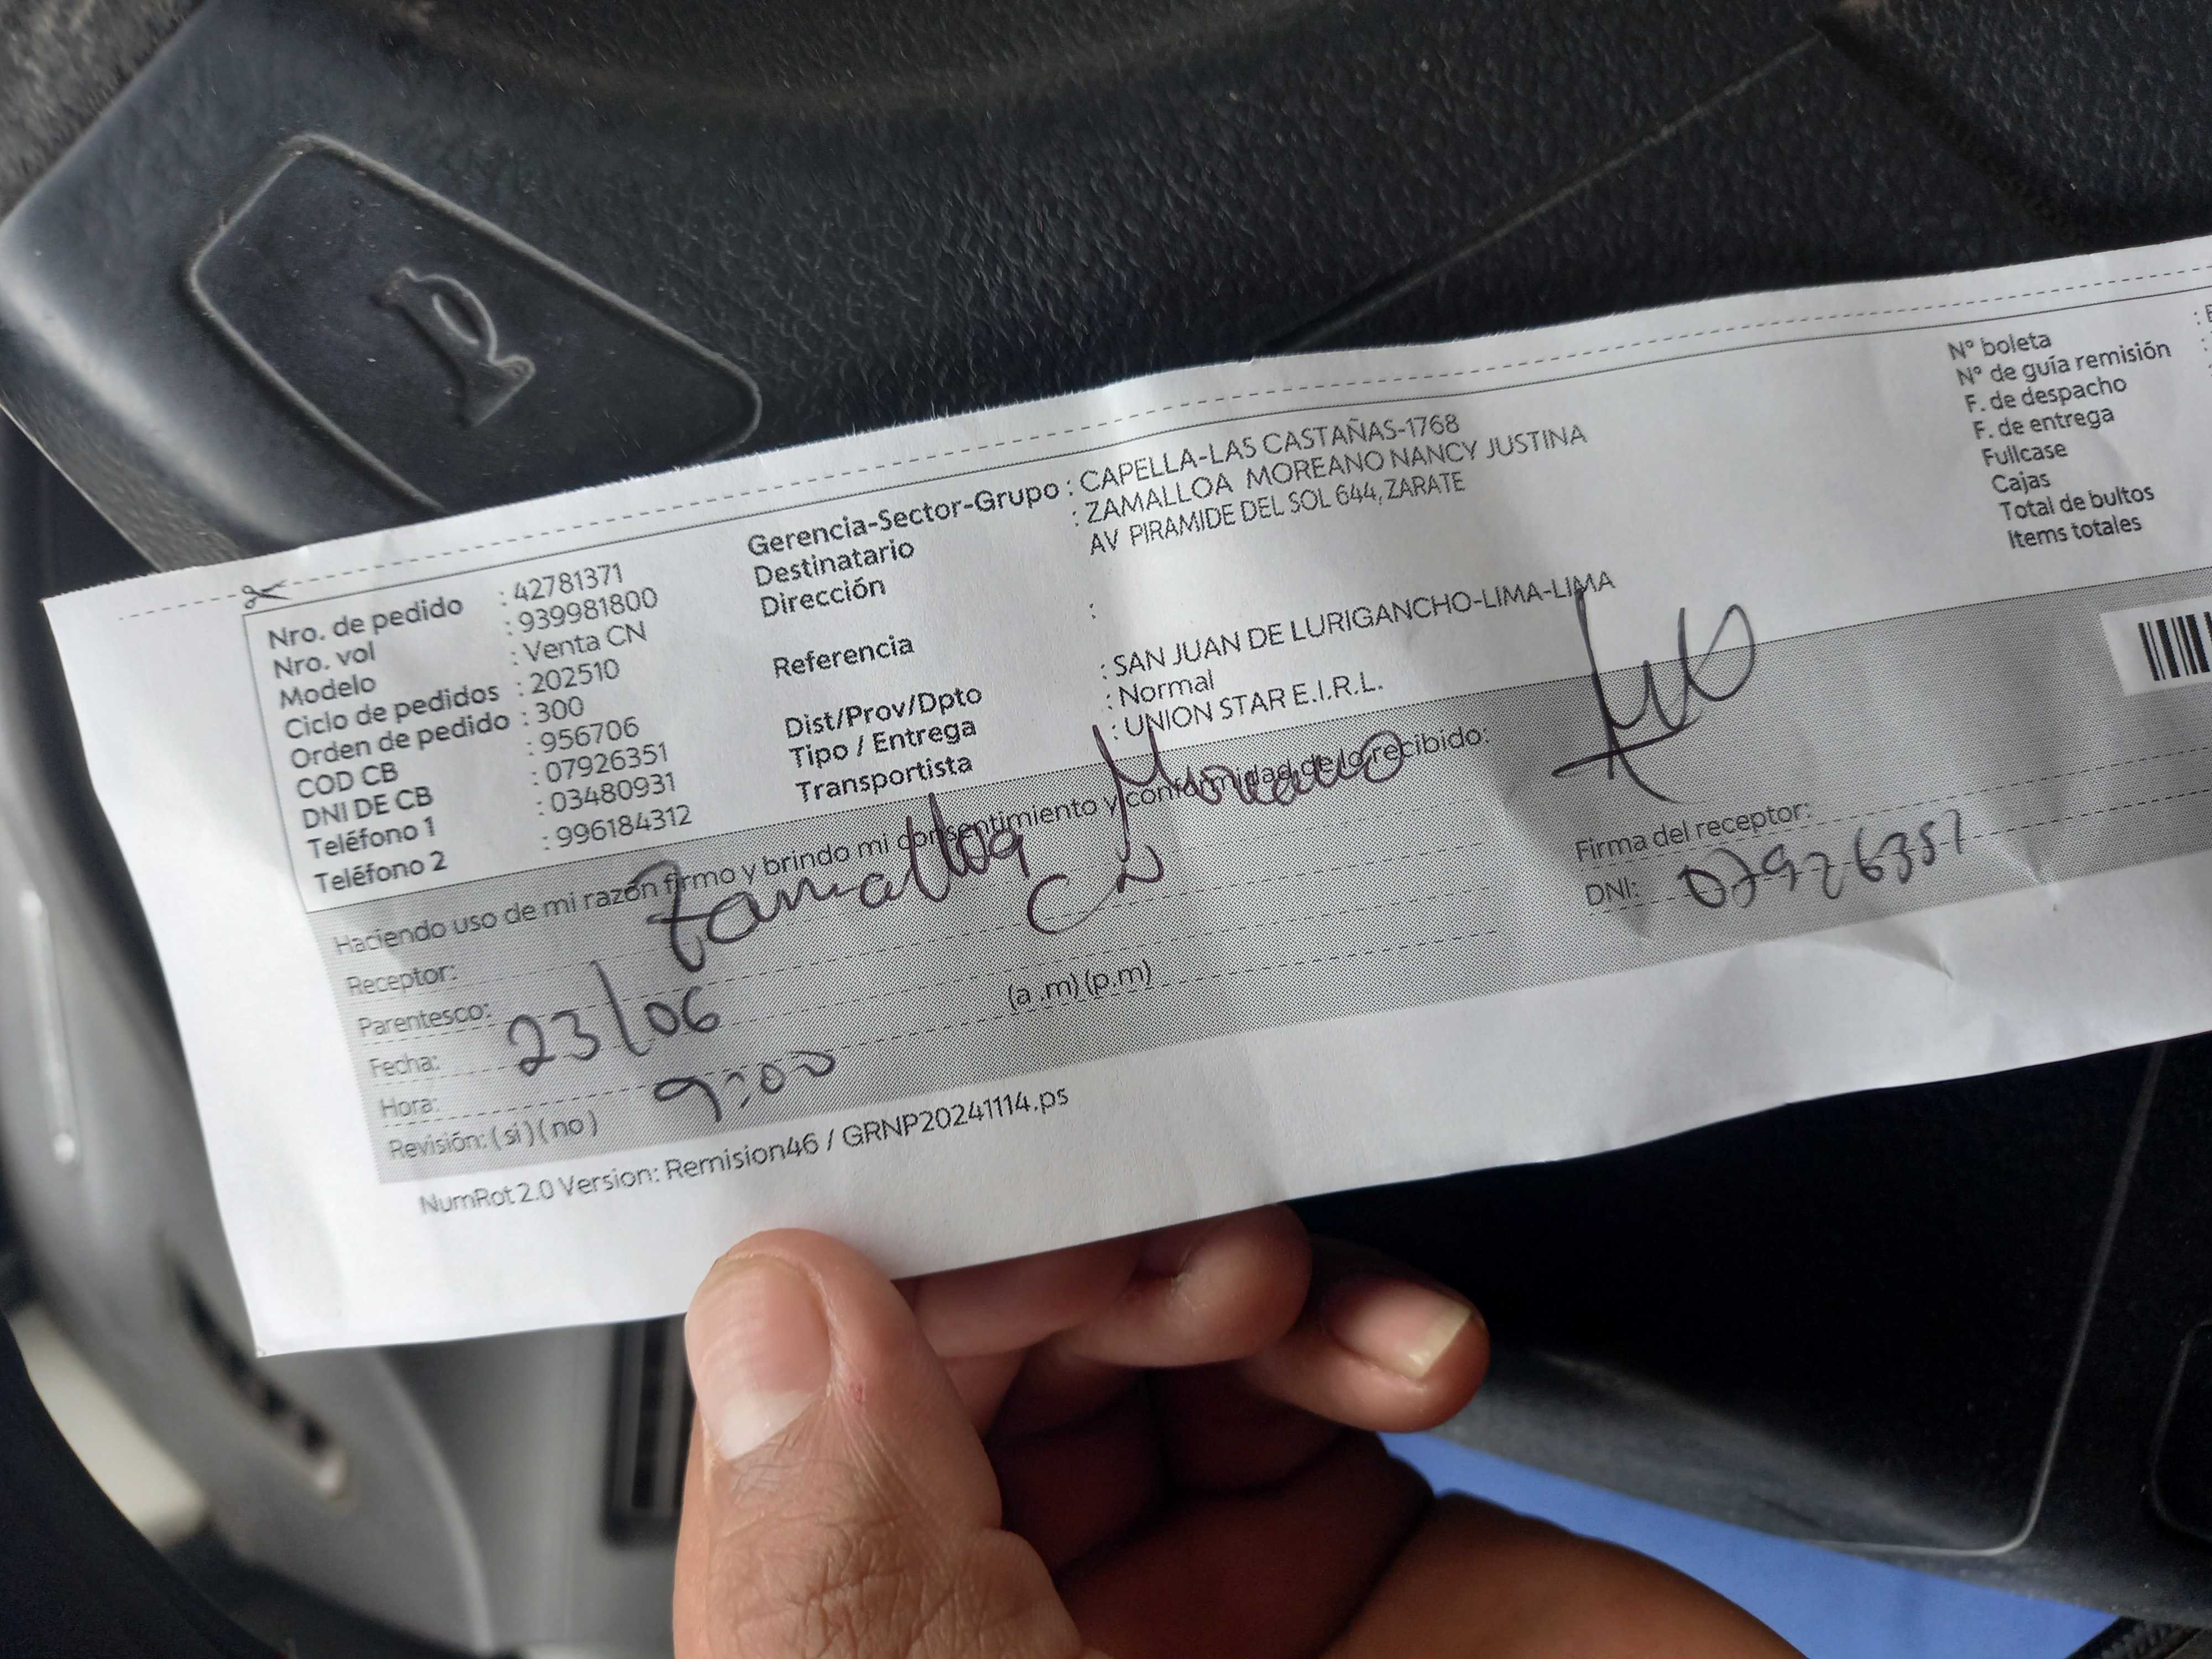 Nro. de pedido : 42781371
Nro. vol : 939981800
Modelo : Venta CN
Ciclo de pedidos : 202510
Orden de pedido : 300
COD CB : 956706
DNI DE CB : 07926351
Teléfono 1 : 03480931
Teléfono 2 : 996184312
Gerencia-Sector-Grupo : CAPELLA-LAS CASTAÑAS-1768
Destinatario : ZAMALLOA MOREANO NANCY JUSTINA
Dirección AV PIRAMIDE DEL SOL 644, ZARATE
Referencia :
Dist/Prov/Dpto : SAN JUAN DE LURIGANCHO-LIMA-LIMA
Tipo / Entrega : Normal
Transportista : UNION STAR E.I.R.L.
N° boleta :
N° de guía remisión :
F. de despacho :
F. de entrega
Fullcase
Cajas
Total de bultos
Items totales
Haciendo uso de mi razón firmo y brindo mi consentimiento y conformidad de lo recibido:
Receptor: Zamalloa Moreano
Parentesco:
Fecha: 23/06
Hora: 9:00 (a .m) (p.m)
Revisión: ( si ) ( no )
Firma del receptor:
DNI: 07926351
NumRot 2.0 Version: Remision46 / GRNP20241114.ps